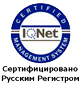 CERTIFIED
IQNet
MANAGEMENT SYSTEM
Сертифицировано
Русским Регистром